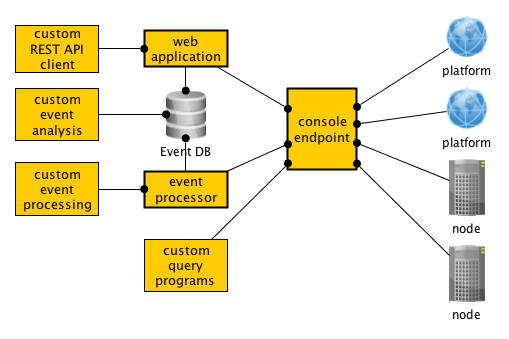 custom
REST API
client
web
application
platform
custom
event
analysis
Event DB
console
endpoint
platform
custom
event
processing
event
processor
node
custom
query
programs
node